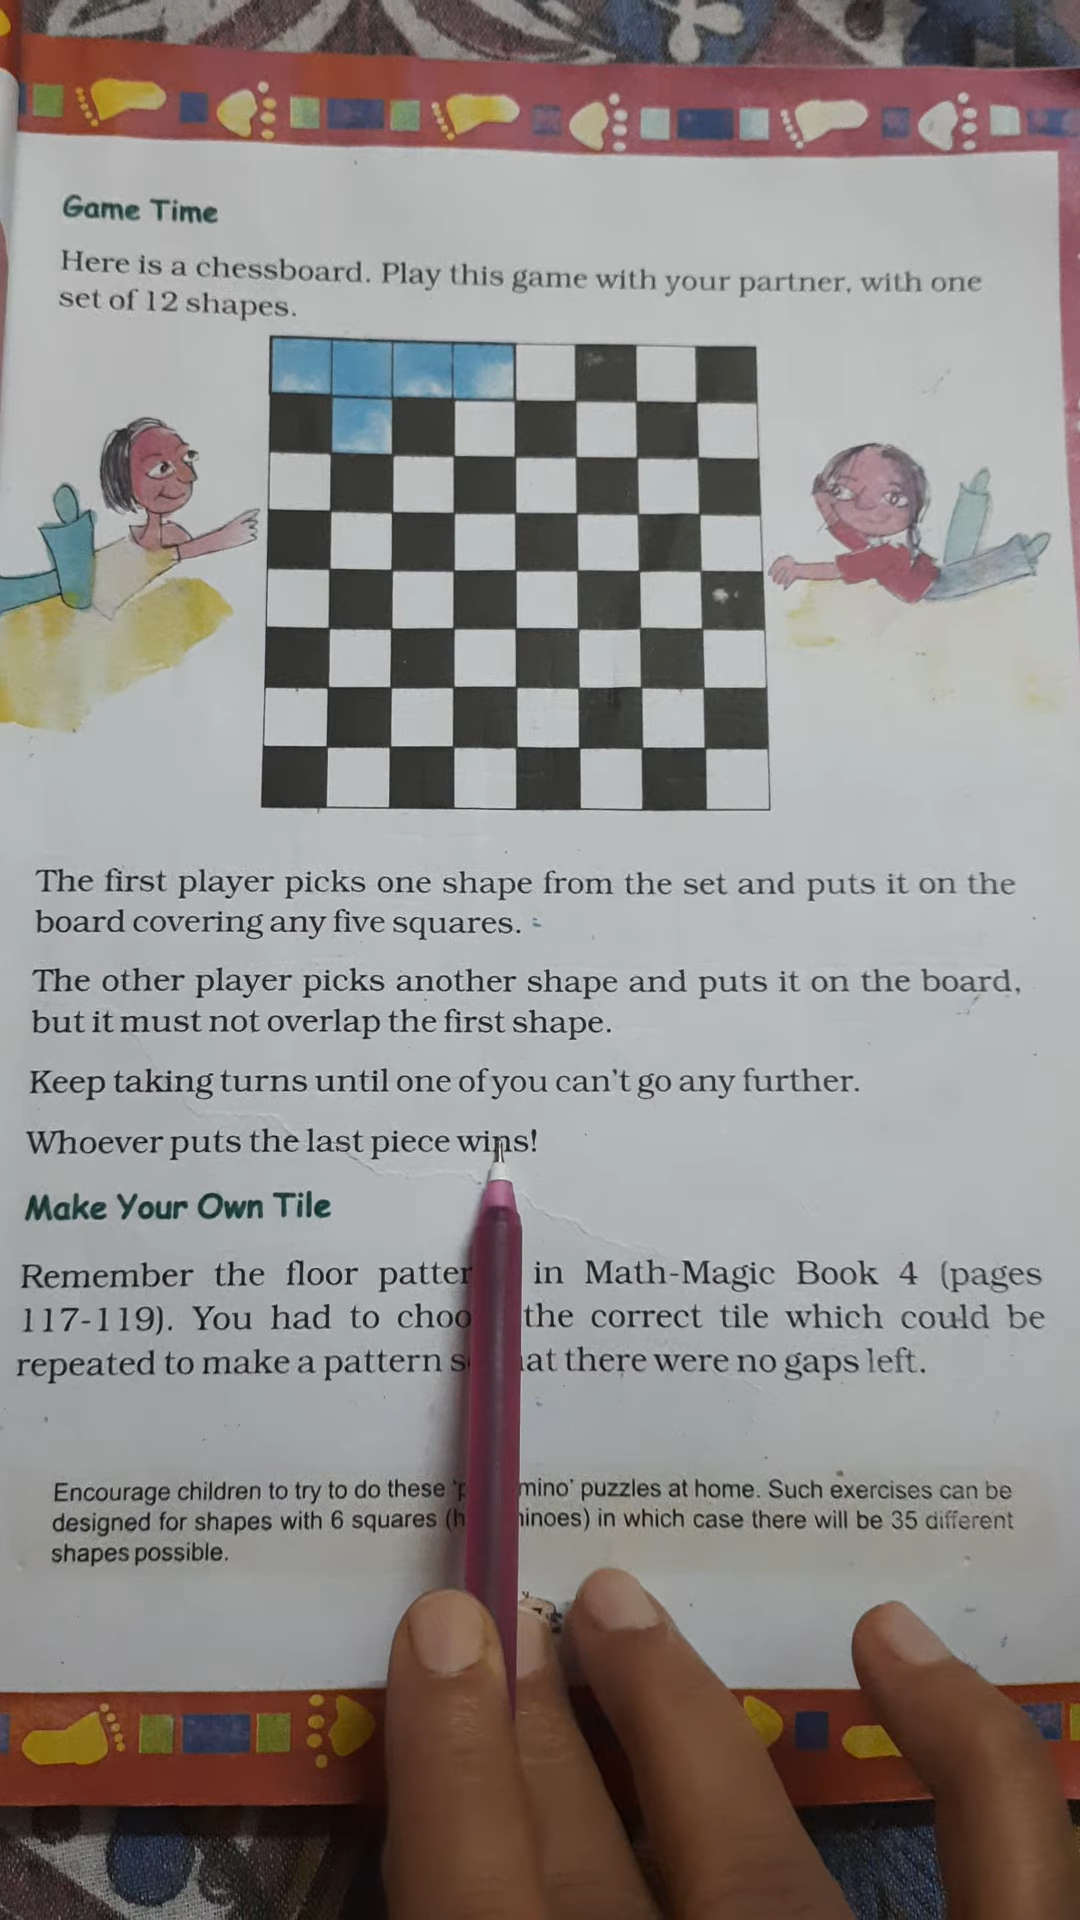 Game Time
Here is a chessboard. Play this game with your partner, with one
set of 12 shapes.
The first player picks one shape from the set and puts it on the
board covering any five squares.
The other player picks another shape and puts it on the board,
but it must not overlap the first shape.
Keep taking turns until one of you can't go any further.
Whoever puts the last piece wins!
Make Your Own Tile
Remember the floor in Math-Magic Book 4 (pages
117-119). You had to the correct tile which could be
repeated to make a pattern there were no gaps left.
Encourage children to try to do these puzzles at home. Such exercises can be
designed for shapes with 6 squares in which case there will be 35 different
shapes possible.